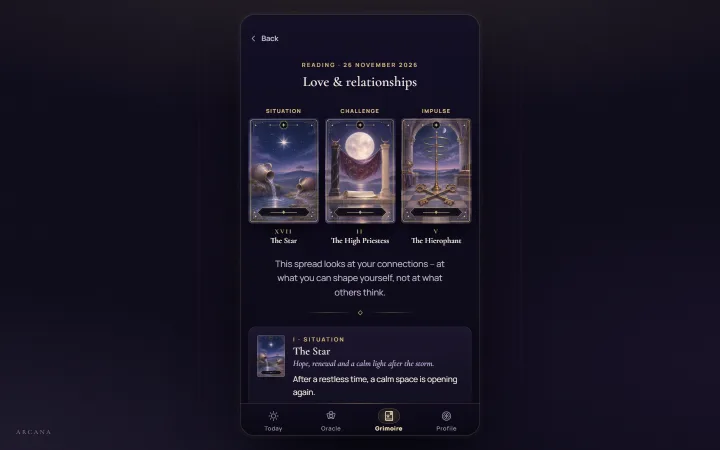 Back
READING · 26 NOVEMBER 2026
Love & relationships
SITUATION
CHALLENGE
IMPULSE
XVII
II
V
The Star
The High Priestess
The Hierophant
This spread looks at your connections – at
what you can shape yourself, not at what
others think.
I · SITUATION
The Star
Hope, renewal and a calm light after the storm.
After a restless time, a calm space is opening
again.
Today
Oracle
Grimoire
Profile
ARCANA